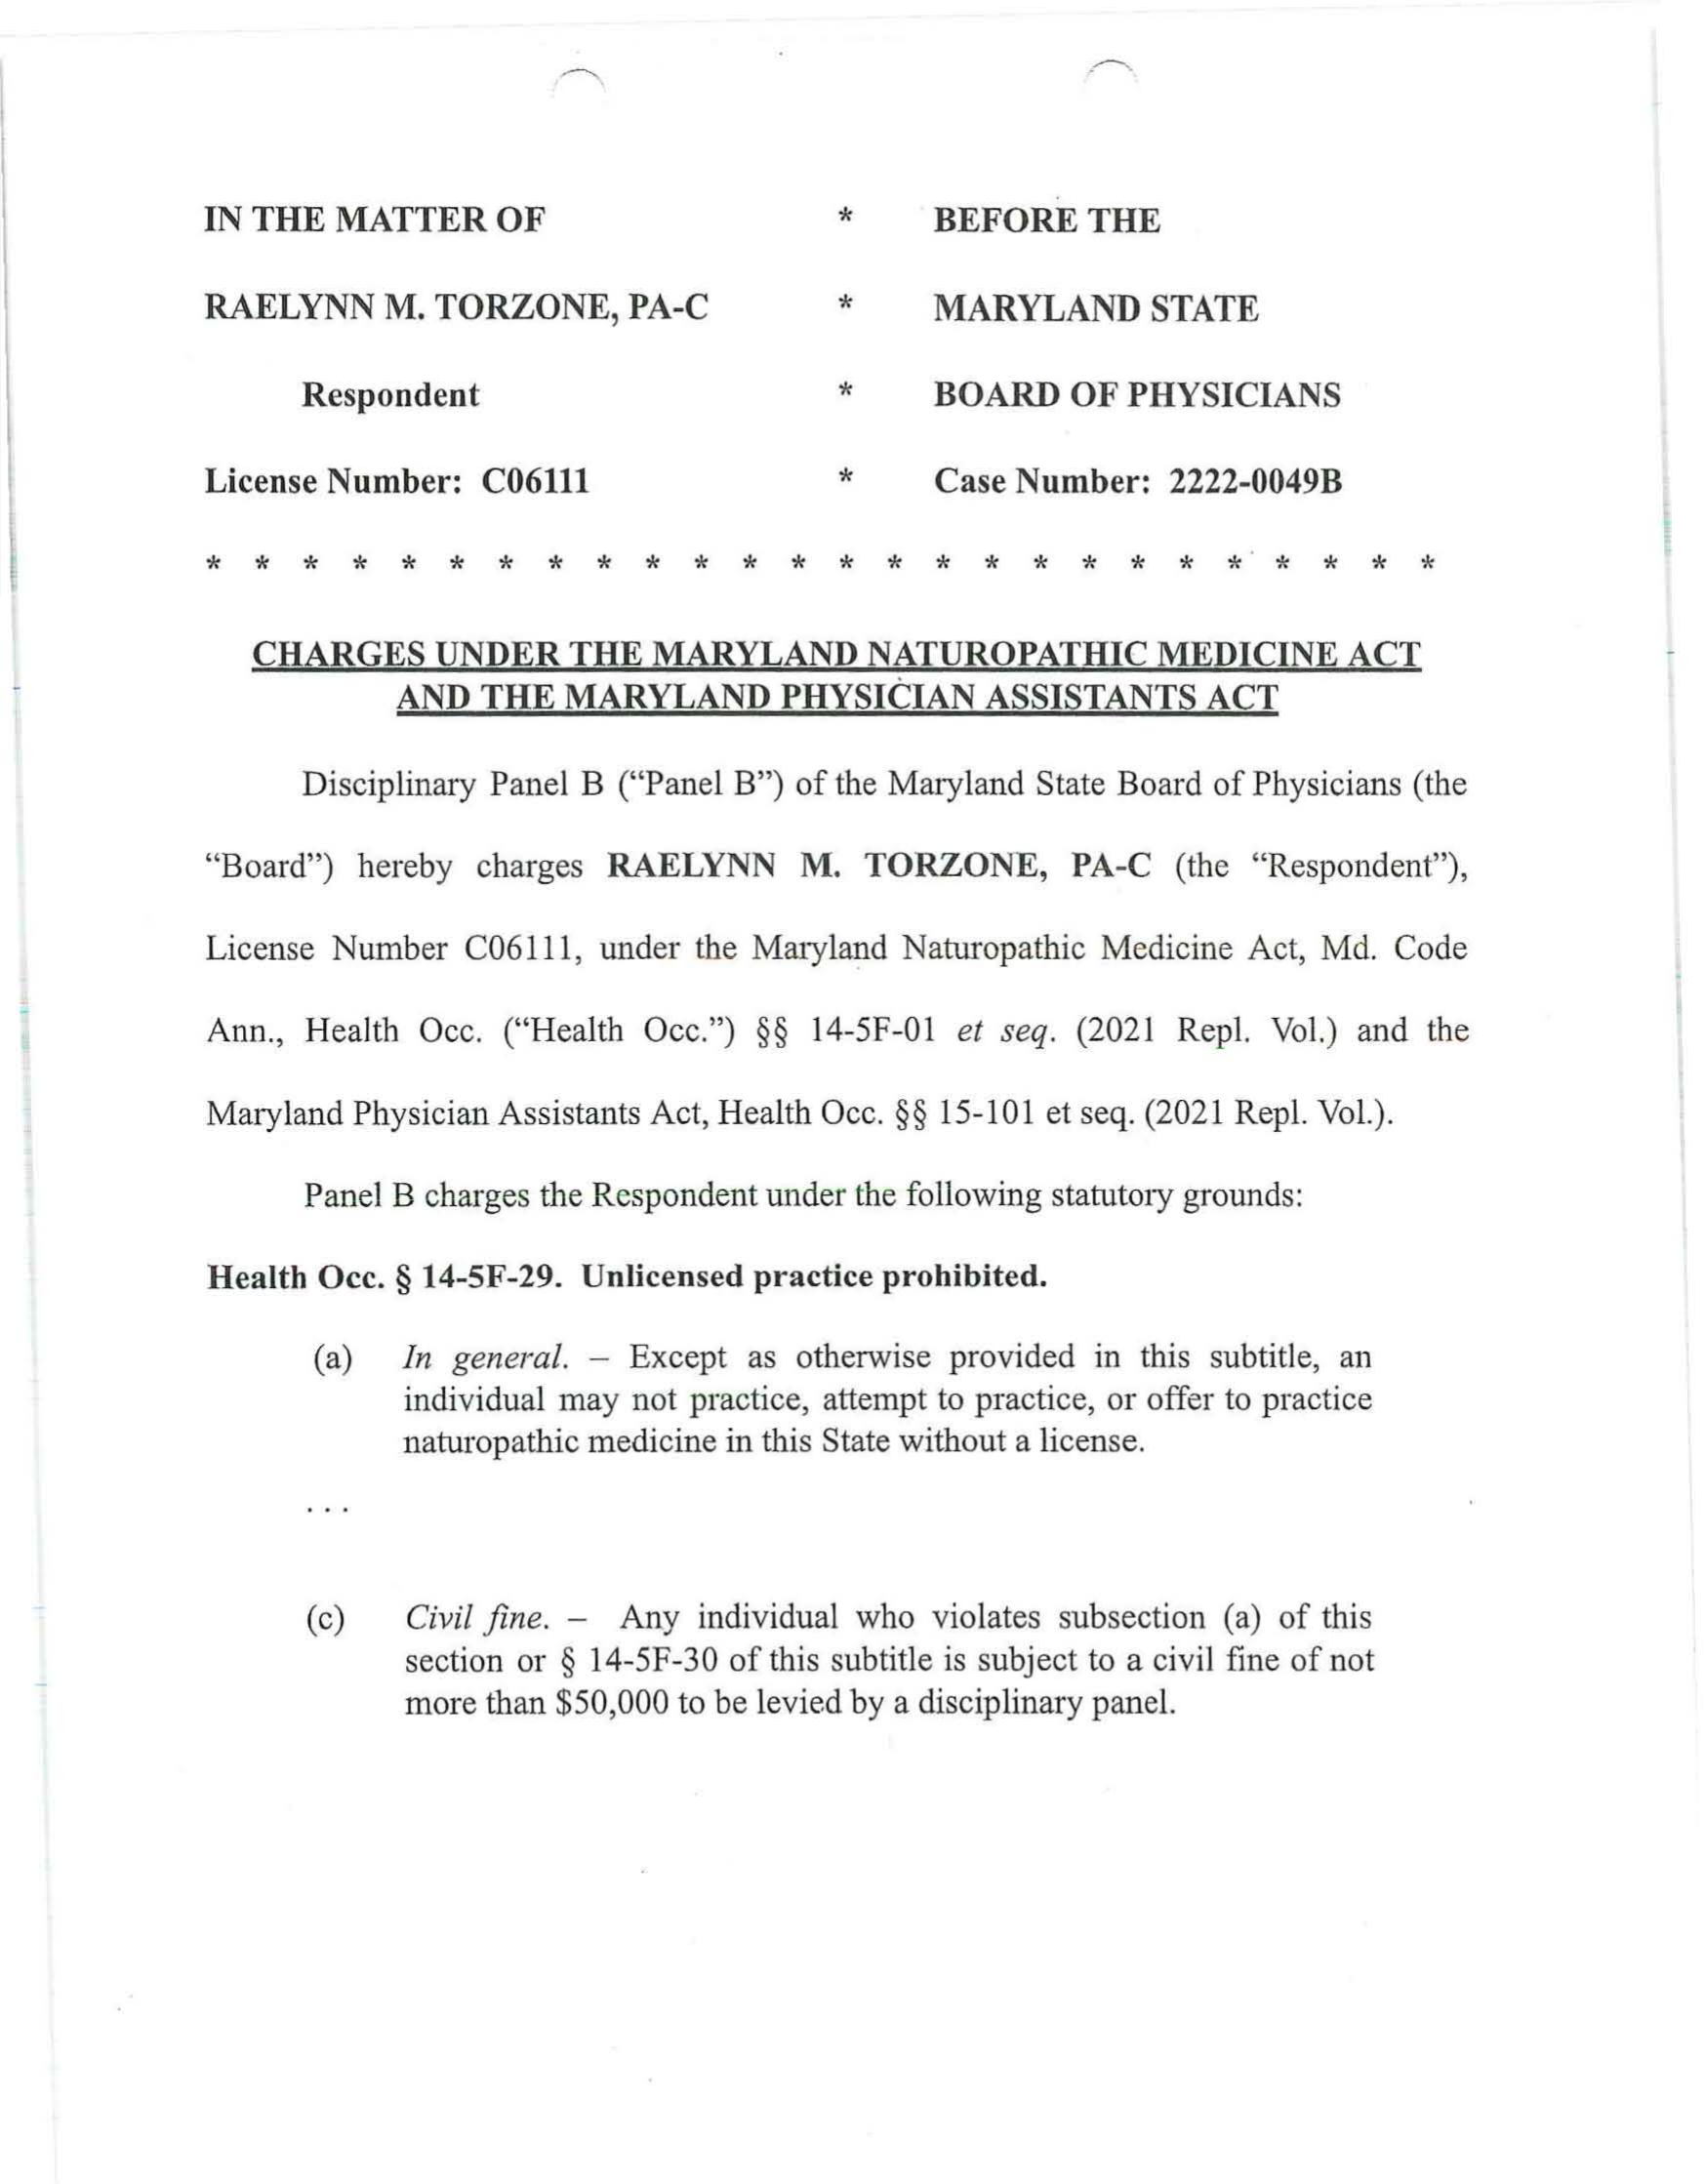 IN THE MATTER OF * BEFORE THE
RAELYNN M. TORZONE, PA-C * MARYLAND STATE
Respondent * BOARD OF PHYSICIANS
License Number: C06111 * Case Number: 2222-0049B
* * * * * * * * * * * * * * * * * * * * * * * * * *
CHARGES UNDER THE MARYLAND NATUROPATHIC MEDICINE ACT
AND THE MARYLAND PHYSICIAN ASSISTANTS ACT
Disciplinary Panel B (“Panel B”) of the Maryland State Board of Physicians (the
“Board”) hereby charges RAELYNN M. TORZONE, PA-C (the “Respondent”),
License Number C06111, under the Maryland Naturopathic Medicine Act, Md. Code
Ann., Health Occ. (“Health Occ.”) §§ 14-5F-01 et seq. (2021 Repl. Vol.) and the
Maryland Physician Assistants Act, Health Occ. §§ 15-101 et seq. (2021 Repl. Vol.).
Panel B charges the Respondent under the following statutory grounds:
Health Occ. § 14-5F-29. Unlicensed practice prohibited.
(a) In general. – Except as otherwise provided in this subtitle, an
individual may not practice, attempt to practice, or offer to practice
naturopathic medicine in this State without a license.
. . .
(c) Civil fine. – Any individual who violates subsection (a) of this
section or § 14-5F-30 of this subtitle is subject to a civil fine of not
more than $50,000 to be levied by a disciplinary panel.